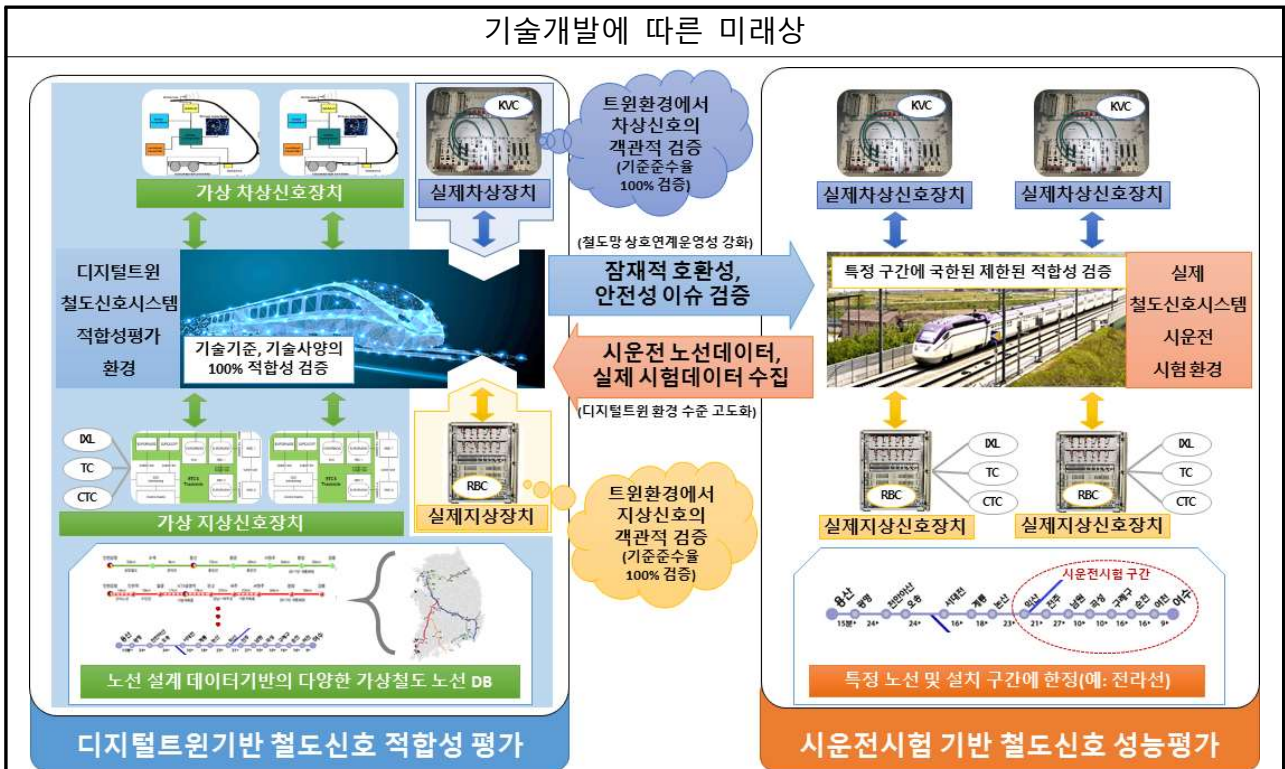 기술개발에 따른 미래상
KVC
가상 차상신호장치
실제차상장치
트윈환경에서
차상신호의
객관적 검증
(기준준수율
100% 검증)
디지털트윈
철도신호시스템
적합성평가
환경
기술기준, 기술사양의
100% 적합성 검증
(철도망 상호연계운영성 강화)
잠재적 호환성,
안전성 이슈 검증
시운전 노선데이터,
실제 시험데이터 수집
(디지털트윈 환경 수준 고도화)
IXL
TC
CTC
가상 지상신호장치
RBC
실제지상장치
트윈환경에서
지상신호의
객관적 검증
(기준준수율
100% 검증)
노선 설계 데이터기반의 다양한 가상철도 노선 DB
디지털트윈기반 철도신호 적합성 평가
KVC
KVC
실제차상신호장치
실제차상신호장치
특정 구간에 국한된 제한된 적합성 검증
실제
철도신호시스템
시운전
시험 환경
RBC
IXL
TC
CTC
RBC
IXL
TC
CTC
실제지상신호장치
실제지상신호장치
시운전시험 구간
용산 광명 천안아산 오송 서대전 계룡 논산 익산 전주 남원 곡성 구례구 순천 여천 여수
특정 노선 및 설치 구간에 한정(예: 전라선)
시운전시험 기반 철도신호 성능평가